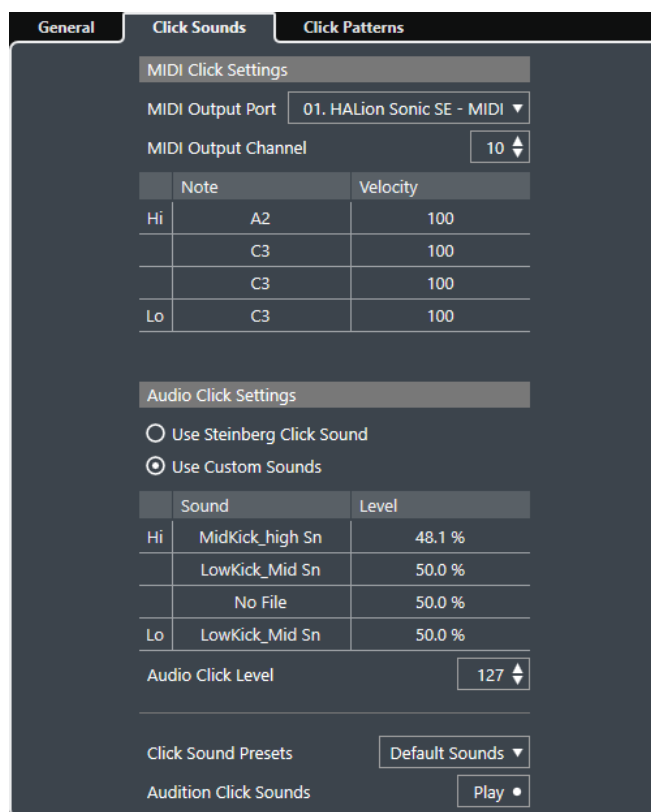 General Click Sounds Click Patterns
MIDI Click Settings
MIDI Output Port 01. HALion Sonic SE - MIDI
MIDI Output Channel 10
Note Velocity
Hi A2 100
C3 100
C3 100
Lo C3 100
Audio Click Settings
Use Steinberg Click Sound
Use Custom Sounds
Sound Level
Hi MidKick_high Sn 48.1 %
LowKick_Mid Sn 50.0 %
No File 50.0 %
Lo LowKick_Mid Sn 50.0 %
Audio Click Level 127
Click Sound Presets Default Sounds
Audition Click Sounds Play